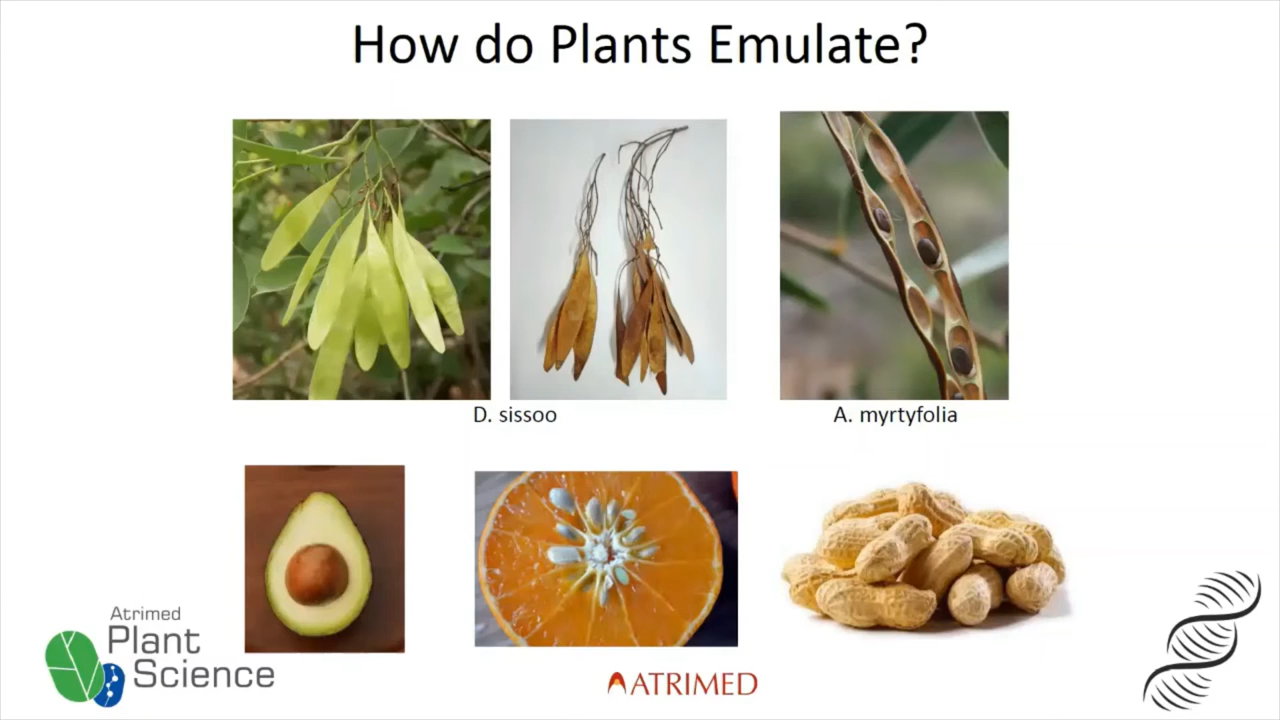 How do Plants Emulate?
D. sissoo
A. myrtyfolia
Atrimed
Plant
Science
ATRIMED